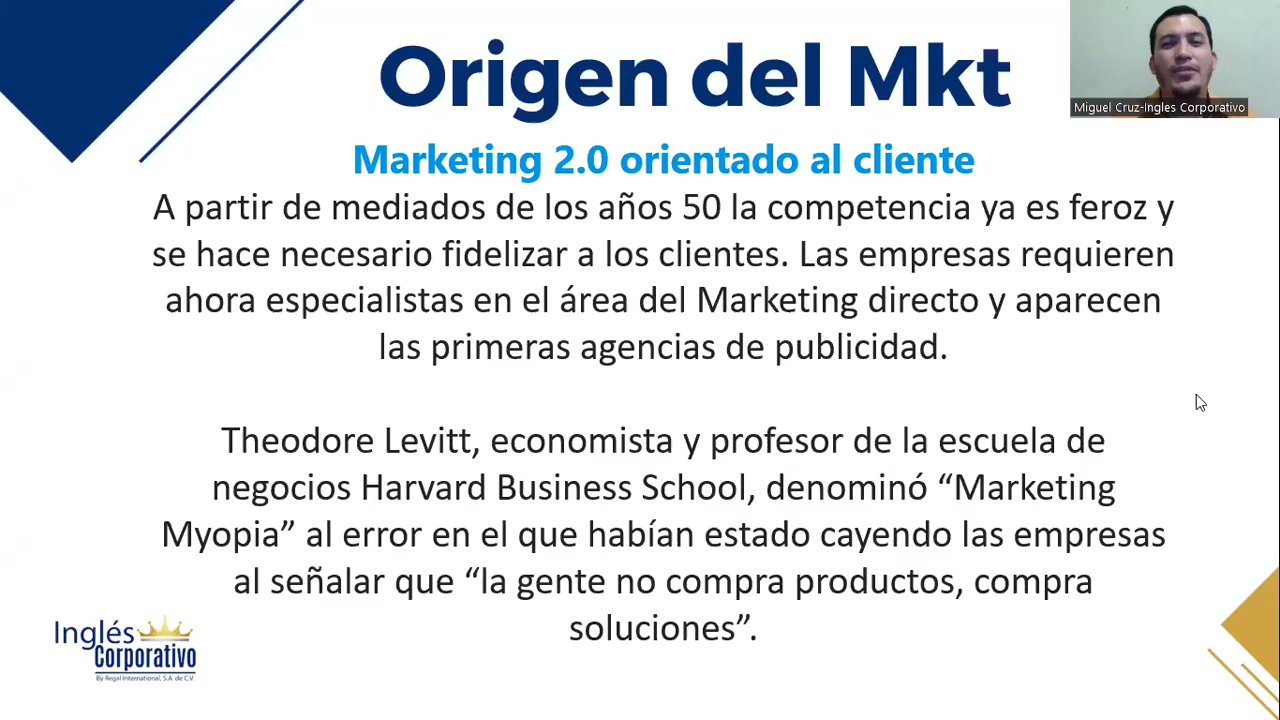 Origen del Mkt
Miguel Cruz-Ingles Corporativo
Marketing 2.0 orientado al cliente
A partir de mediados de los años 50 la competencia ya es feroz y
se hace necesario fidelizar a los clientes. Las empresas requieren
ahora especialistas en el área del Marketing directo y aparecen
las primeras agencias de publicidad.
Theodore Levitt, economista y profesor de la escuela de
negocios Harvard Business School, denominó “Marketing
Myopia” al error en el que habían estado cayendo las empresas
al señalar que “la gente no compra productos, compra
soluciones”.
Inglés
Corporativo
By Regal International, S.A. de C.V.